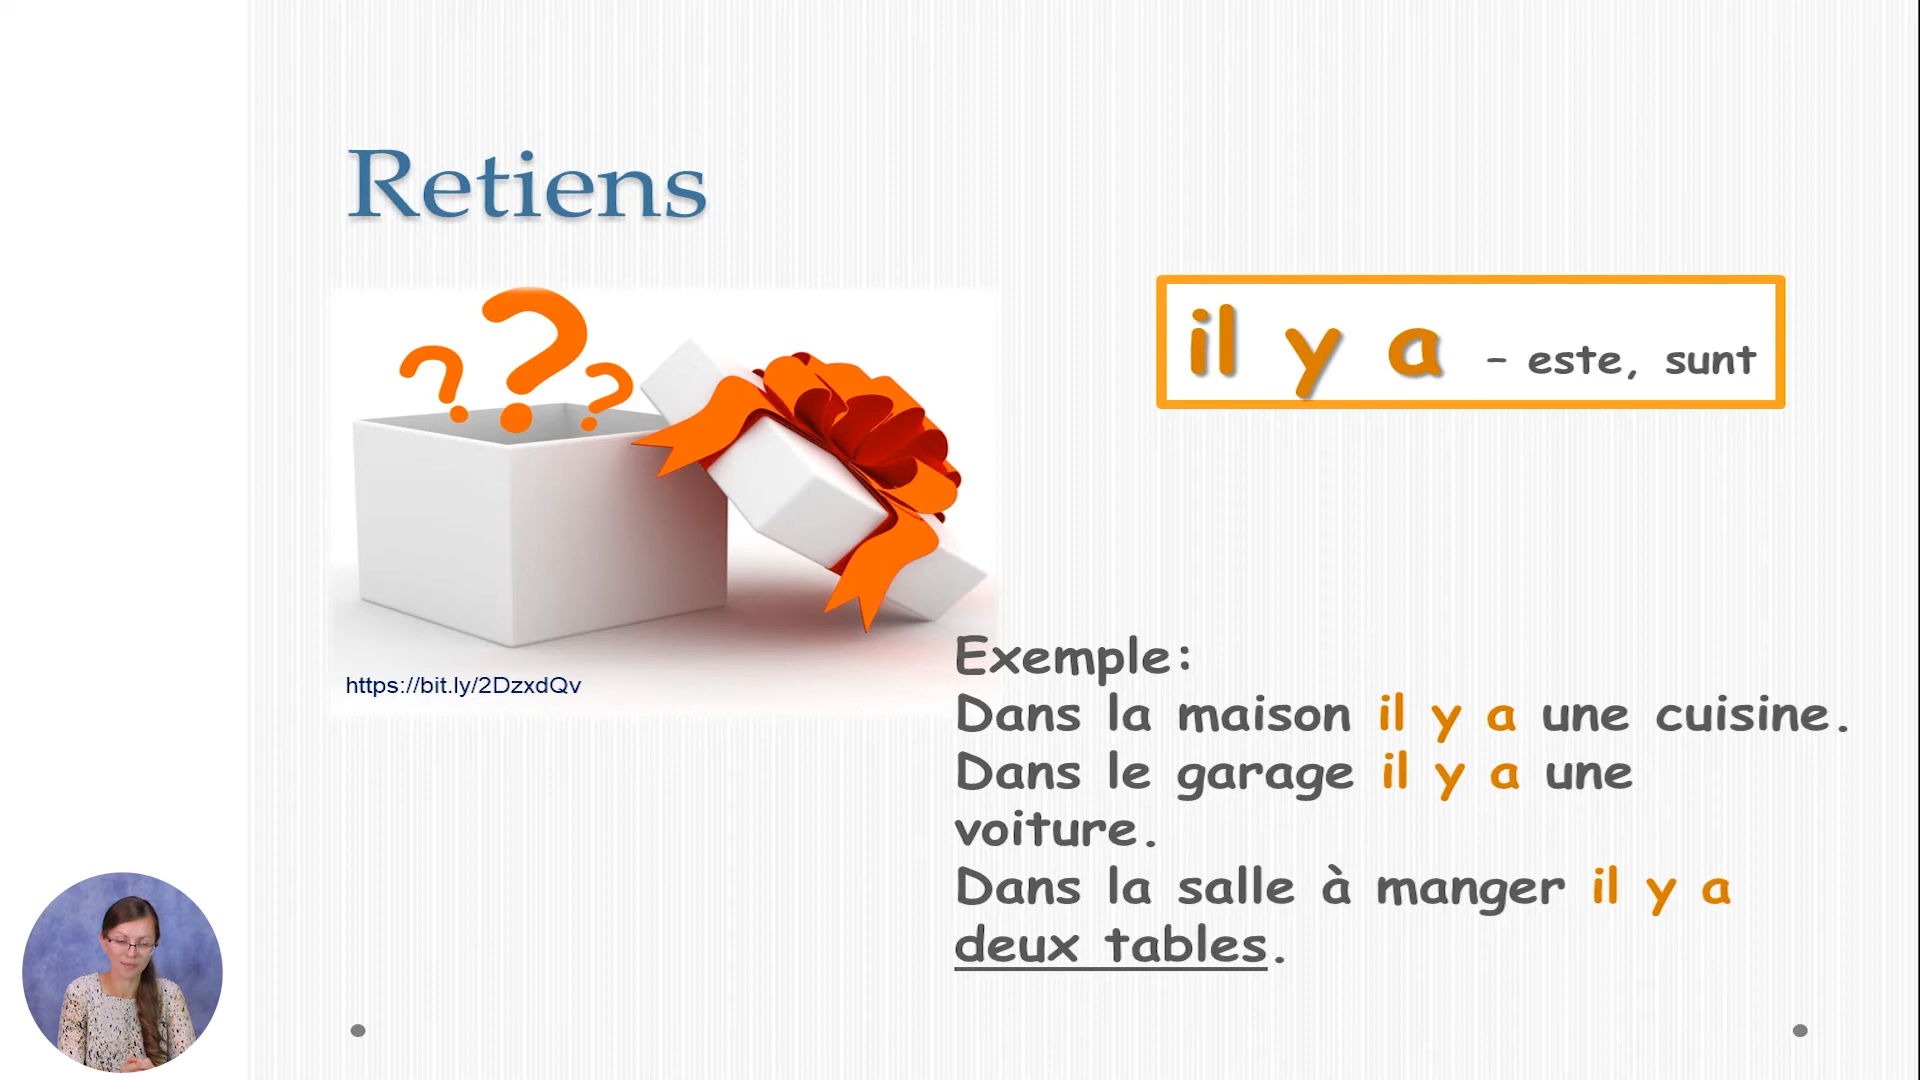 Retiens
il y a – este, sunt
https://bit.ly/2DzxdQv
Exemple:
Dans la maison il y a une cuisine.
Dans le garage il y a une
voiture.
Dans la salle à manger il y a
deux tables.